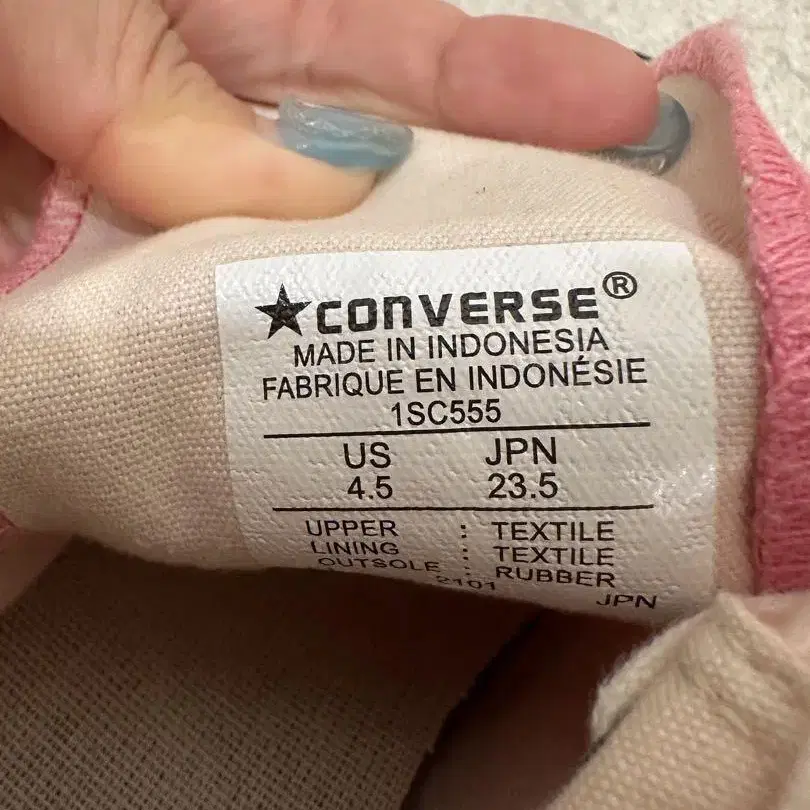 ★CONVERSE®
MADE IN INDONESIA
FABRIQUE EN INDONÉSIE
1SC555
US JPN
4.5 23.5
UPPER : TEXTILE
LINING : TEXTILE
OUTSOLE : RUBBER
2101 JPN